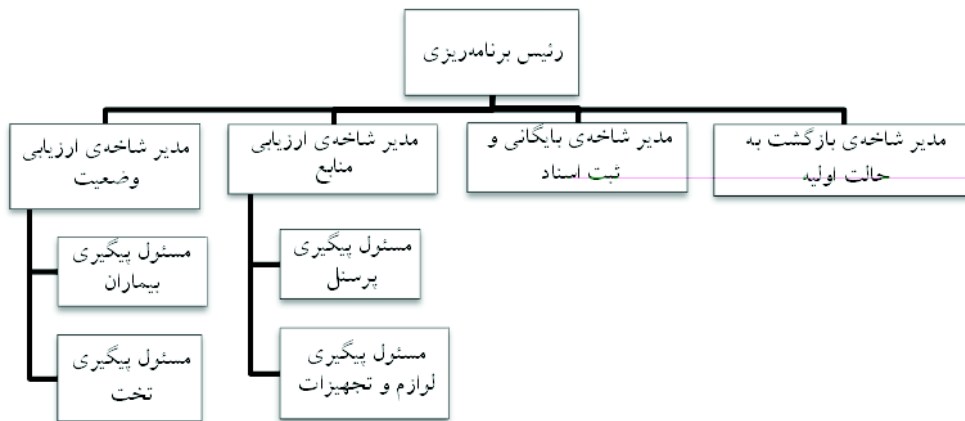 رئیس برنامه‌ریزی
مدیر شاخه‌ی بازگشت به
حالت اولیه
مدیر شاخه‌ی بایگانی و
ثبت اسناد
مدیر شاخه‌ی ارزیابی
منابع
مسئول پیگیری
پرسنل
مسئول پیگیری
لوازم و تجهیزات
مدیر شاخه‌ی ارزیابی
وضعیت
مسئول پیگیری
بیماران
مسئول پیگیری
تخت